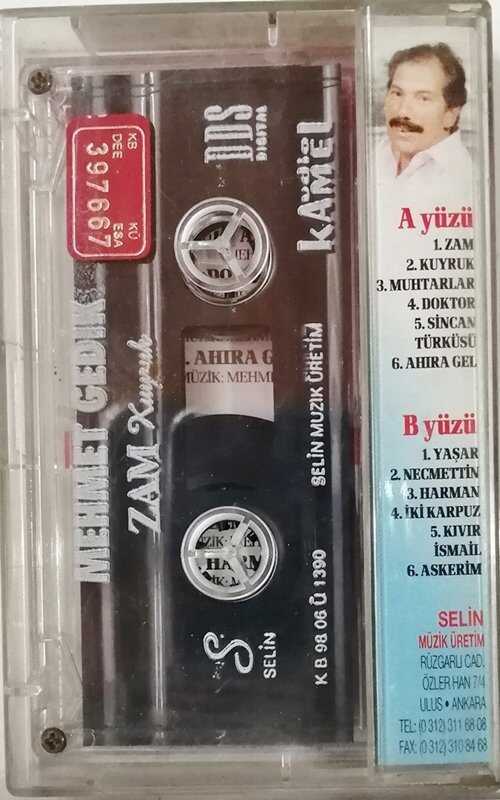 KB
DEE
397667
KÜ
ESA
DDS
DIGITAL
audio
kAMEL
MEHMET GEDİK
ZAM Kuyruk
. AHIRA G
MÜZİK: MEHM
SELİN MUZIK ÜRETİM
S.
SELİN
K B 98 06 Ü 1390
A yüzü
1. ZAM
2. KUYRUK
3. MUHTARLAR
4. DOKTOR
5. SİNCAN
TÜRKÜSÜ
6. AHIRA GEL
B yüzü
1. YAŞAR
2. NECMETTİN
3. HARMAN
4. İKİ KARPUZ
5. KIVIR
İSMAİL
6. ASKERİM
SELİN
MÜZİK ÜRETİM
RÜZGARLI CAD.
ÖZLER HAN 7/4
ULUS • ANKARA
TEL: (0 312) 311 68 08
FAX: (0 312) 310 84 68